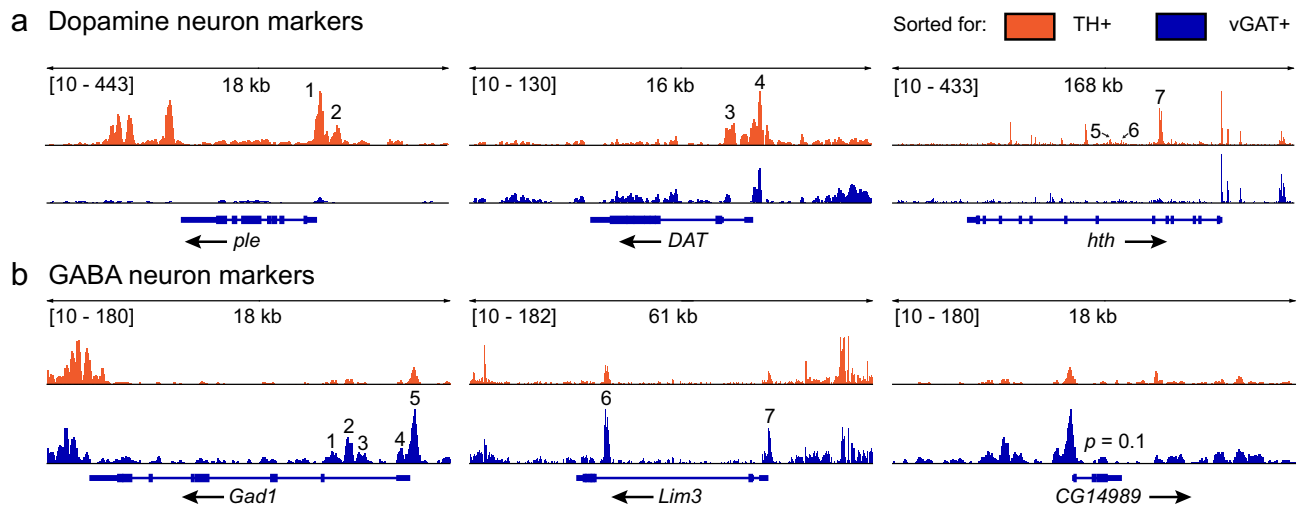 a Dopamine neuron markers
Sorted for: TH+ vGAT+
[10 - 443] 18 kb
1
2
[10 - 130] 16 kb
3
4
[10 - 433] 168 kb
5
6
7
ple
DAT
hth
b GABA neuron markers
[10 - 180] 18 kb
1
2
3
4
5
[10 - 182] 61 kb
6
7
[10 - 180] 18 kb
p = 0.1
Gad1
Lim3
CG14989